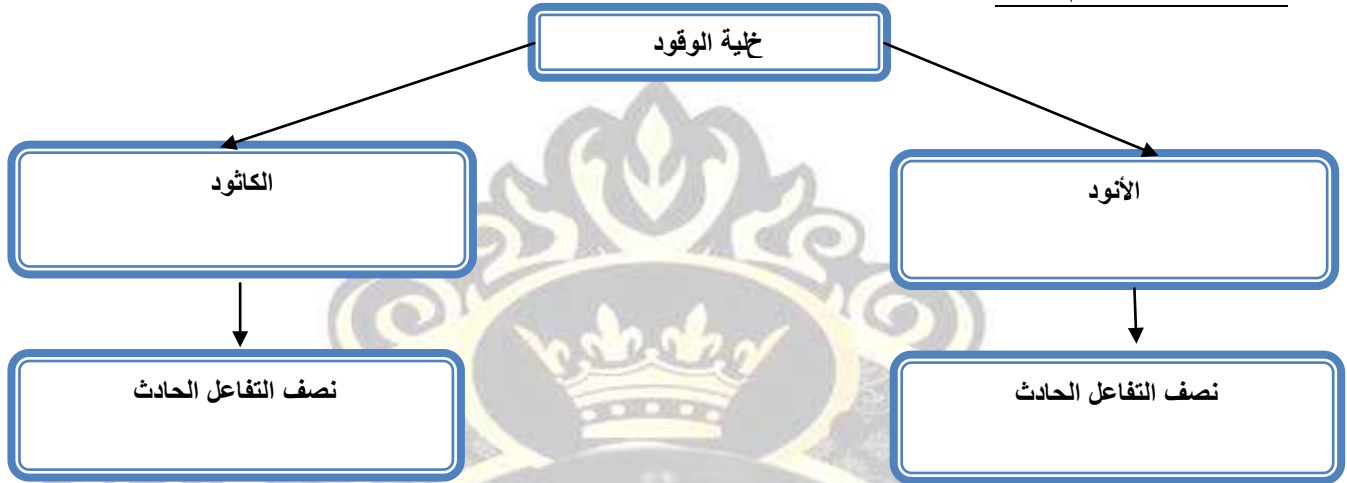 خلية الوقود
الأنود
الكاثود
نصف التفاعل الحادث
نصف التفاعل الحادث